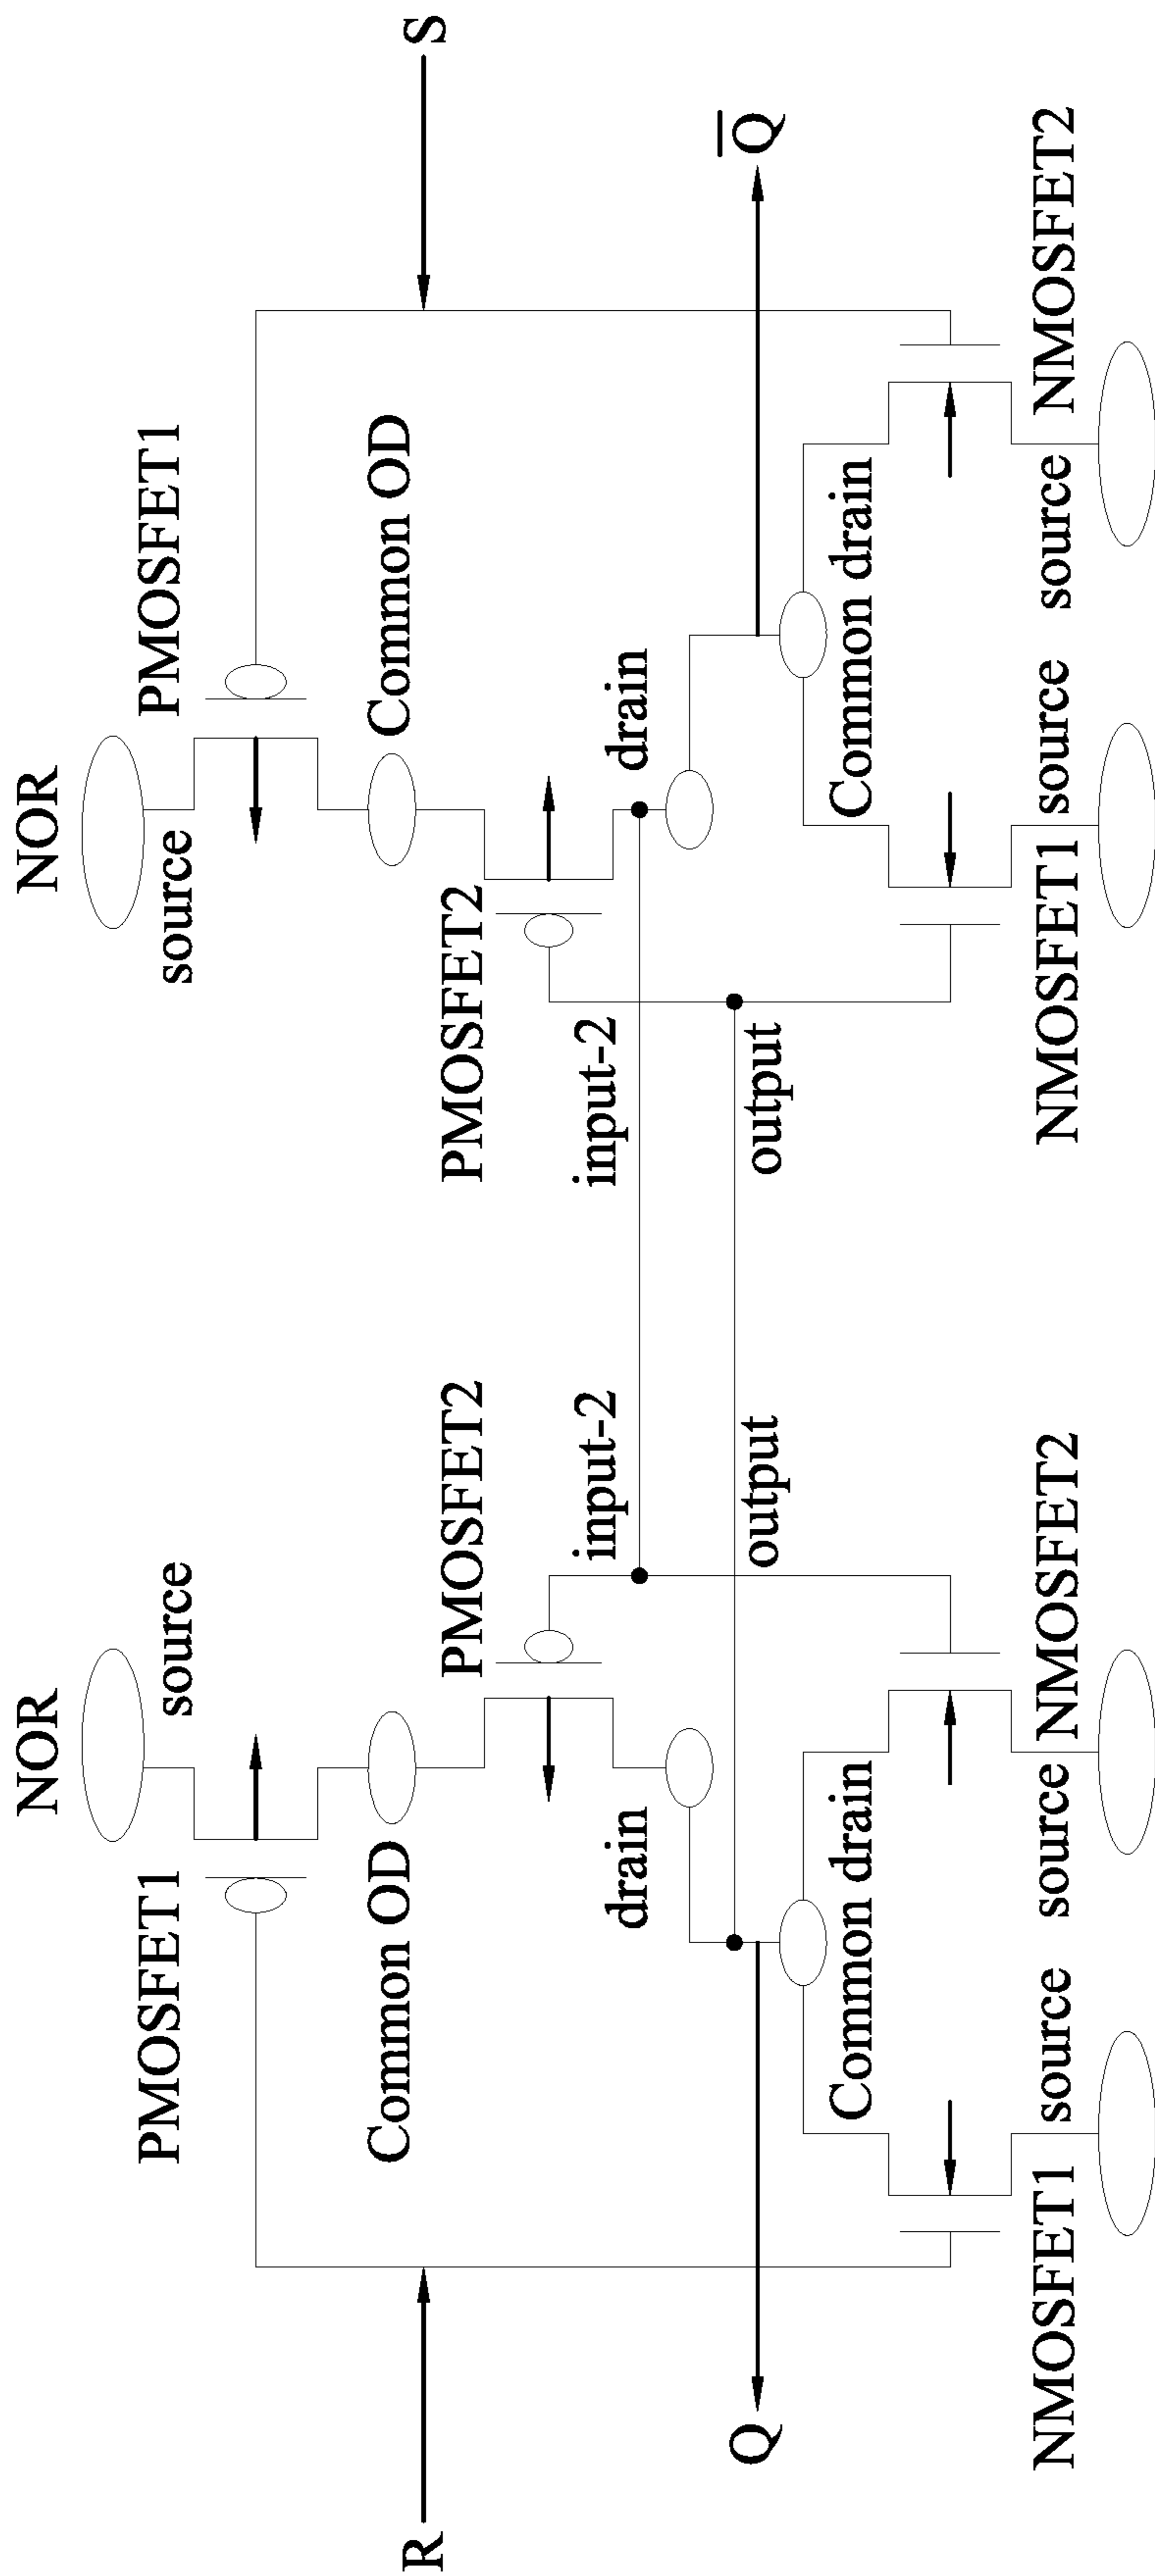 NOR
NOR
PMOSFET1
source
source
PMOSFET1
R
Common OD
Common OD
S
PMOSFET2
PMOSFET2
drain
input-2
input-2
drain
Q
output
output
Q̅
Common drain
Common drain
NMOSFET1
source
source
NMOSFET2
NMOSFET1
source
source
NMOSFET2